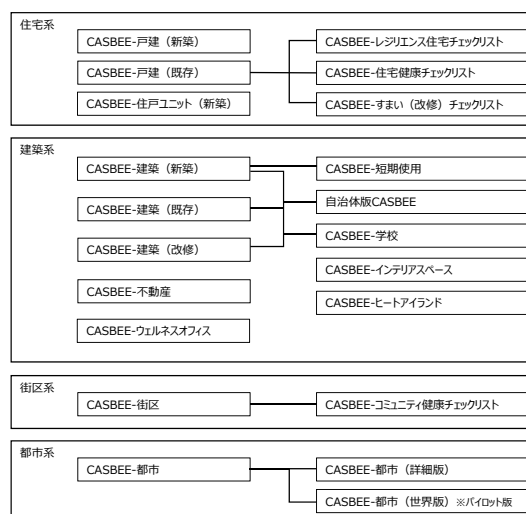 住宅系
CASBEE-戸建（新築）
CASBEE-レジリエンス住宅チェックリスト
CASBEE-戸建（既存）
CASBEE-住宅健康チェックリスト
CASBEE-住戸ユニット（新築）
CASBEE-すまい（改修）チェックリスト
建築系
CASBEE-建築（新築）
CASBEE-短期使用
自治体版CASBEE
CASBEE-建築（既存）
CASBEE-学校
CASBEE-建築（改修）
CASBEE-インテリアスペース
CASBEE-不動産
CASBEE-ヒートアイランド
CASBEE-ウェルネスオフィス
街区系
CASBEE-街区
CASBEE-コミュニティ健康チェックリスト
都市系
CASBEE-都市
CASBEE-都市（詳細版）
CASBEE-都市（世界版）※パイロット版